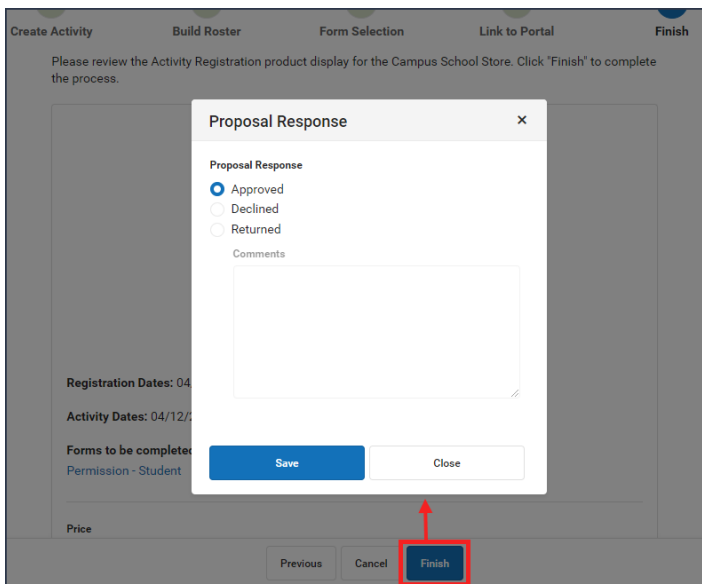 Create Activity Build Roster Form Selection Link to Portal Finish
Please review the Activity Registration product display for the Campus School Store. Click "Finish" to complete
the process.
Proposal Response ×
Proposal Response
Approved
Declined
Returned
Comments
Registration Dates: 04
Activity Dates: 04/12/2
Forms to be completed
Permission - Student
Save Close
Price
Previous Cancel Finish